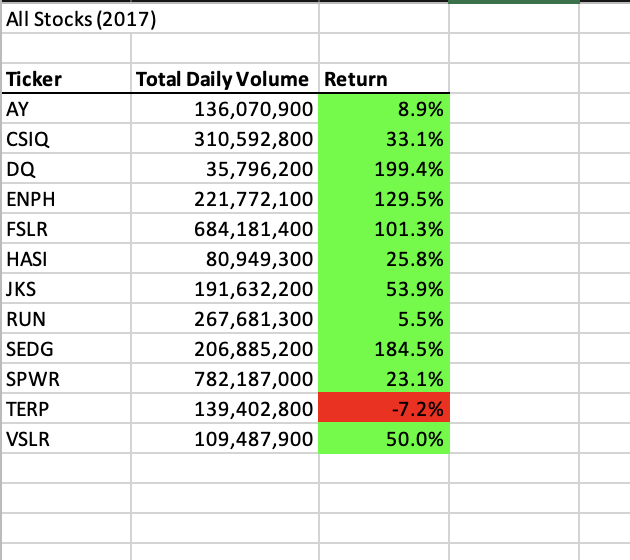 All Stocks (2017)
Ticker Total Daily Volume Return
AY 136,070,900 8.9%
CSIQ 310,592,800 33.1%
DQ 35,796,200 199.4%
ENPH 221,772,100 129.5%
FSLR 684,181,400 101.3%
HASI 80,949,300 25.8%
JKS 191,632,200 53.9%
RUN 267,681,300 5.5%
SEDG 206,885,200 184.5%
SPWR 782,187,000 23.1%
TERP 139,402,800 -7.2%
VSLR 109,487,900 50.0%